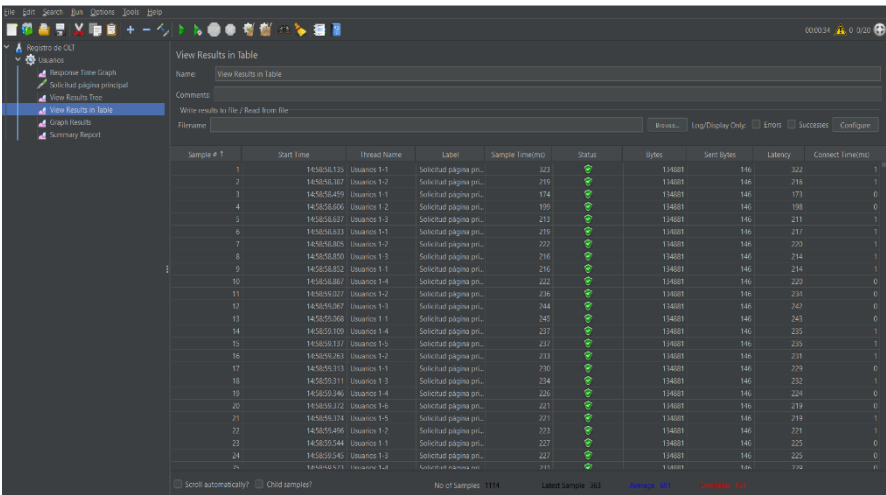 File Edit Search Run Options Tools Help
00:00:34 0 0/20
Registro de OLT
Usuarios
Response Time Graph
Solicitud página principal
View Results Tree
View Results in Table
Graph Results
Summary Report
View Results in Table
Name: View Results in Table
Comments:
Write results to file / Read from file
Filename Browse... Log/Display Only: Errors Successes Configure
Sample # Start Time Thread Name Label Sample Time(ms) Status Bytes Sent Bytes Latency Connect Time(ms)
1 14:58:58.135 Usuarios 1-1 Solicitud página pri... 323 134881 146 322 1
2 14:58:58.387 Usuarios 1-2 Solicitud página pri... 219 134881 146 216 1
3 14:58:58.459 Usuarios 1-1 Solicitud página pri... 174 134881 146 173 0
4 14:58:58.606 Usuarios 1-2 Solicitud página pri... 199 134881 146 198 0
5 14:58:58.637 Usuarios 1-3 Solicitud página pri... 213 134881 146 211 1
6 14:58:58.633 Usuarios 1-1 Solicitud página pri... 219 134881 146 217 1
7 14:58:58.805 Usuarios 1-2 Solicitud página pri... 222 134881 146 220 1
8 14:58:58.850 Usuarios 1-3 Solicitud página pri... 216 134881 146 214 1
9 14:58:58.852 Usuarios 1-1 Solicitud página pri... 216 134881 146 214 1
10 14:58:58.887 Usuarios 1-4 Solicitud página pri... 222 134881 146 220 0
11 14:58:59.027 Usuarios 1-2 Solicitud página pri... 236 134881 146 234 0
12 14:58:59.067 Usuarios 1-3 Solicitud página pri... 244 134881 146 242 0
13 14:58:59.068 Usuarios 1-1 Solicitud página pri... 245 134881 146 243 0
14 14:58:59.109 Usuarios 1-4 Solicitud página pri... 237 134881 146 235 1
15 14:58:59.137 Usuarios 1-5 Solicitud página pri... 237 134881 146 235 1
16 14:58:59.263 Usuarios 1-2 Solicitud página pri... 233 134881 146 231 1
17 14:58:59.313 Usuarios 1-1 Solicitud página pri... 230 134881 146 229 0
18 14:58:59.311 Usuarios 1-3 Solicitud página pri... 234 134881 146 232 1
19 14:58:59.346 Usuarios 1-4 Solicitud página pri... 226 134881 146 224 0
20 14:58:59.372 Usuarios 1-6 Solicitud página pri... 221 134881 146 219 0
21 14:58:59.374 Usuarios 1-5 Solicitud página pri... 221 134881 146 219 1
22 14:58:59.496 Usuarios 1-2 Solicitud página pri... 223 134881 146 221 1
23 14:58:59.544 Usuarios 1-1 Solicitud página pri... 227 134881 146 225 0
24 14:58:59.545 Usuarios 1-3 Solicitud página pri... 227 134881 146 225 0
25 14:58:59.573 Usuarios 1-4 Solicitud página pri... 134881 146 0
Scroll automatically? Child samples? No of Samples 1114 Latest Sample 363 Average